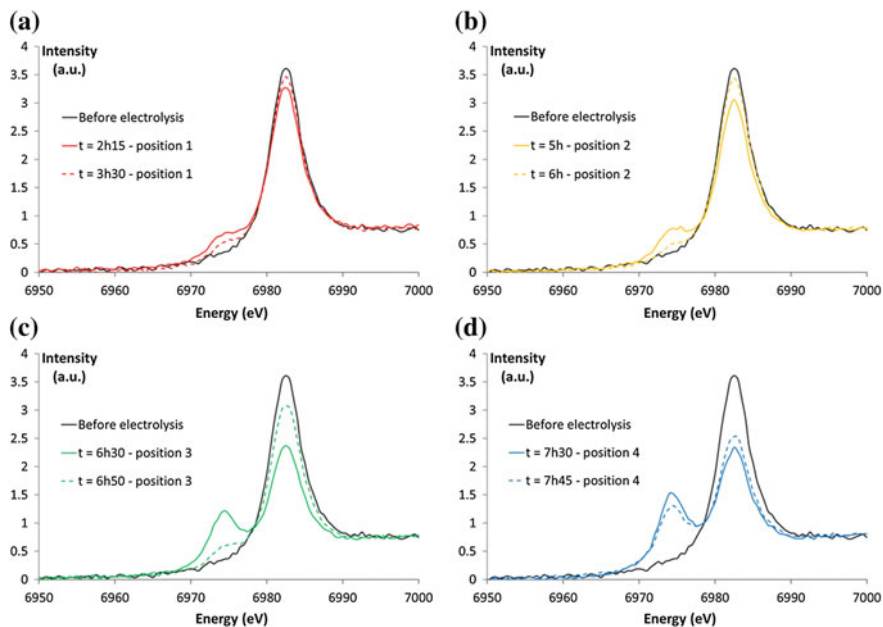 (a)
Intensity
(a.u.)
4
3.5
3
2.5
2
1.5
1
0.5
0
Before electrolysis
t = 2h15 - position 1
t = 3h30 - position 1
6950 6960 6970 6980 6990 7000
Energy (eV)
(b)
Intensity
(a.u.)
4
3.5
3
2.5
2
1.5
1
0.5
0
Before electrolysis
t = 5h - position 2
t = 6h - position 2
6950 6960 6970 6980 6990 7000
Energy (eV)
(c)
Intensity
(a.u.)
4
3.5
3
2.5
2
1.5
1
0.5
0
Before electrolysis
t = 6h30 - position 3
t = 6h50 - position 3
6950 6960 6970 6980 6990 7000
Energy (eV)
(d)
Intensity
(a.u.)
4
3.5
3
2.5
2
1.5
1
0.5
0
Before electrolysis
t = 7h30 - position 4
t = 7h45 - position 4
6950 6960 6970 6980 6990 7000
Energy (eV)